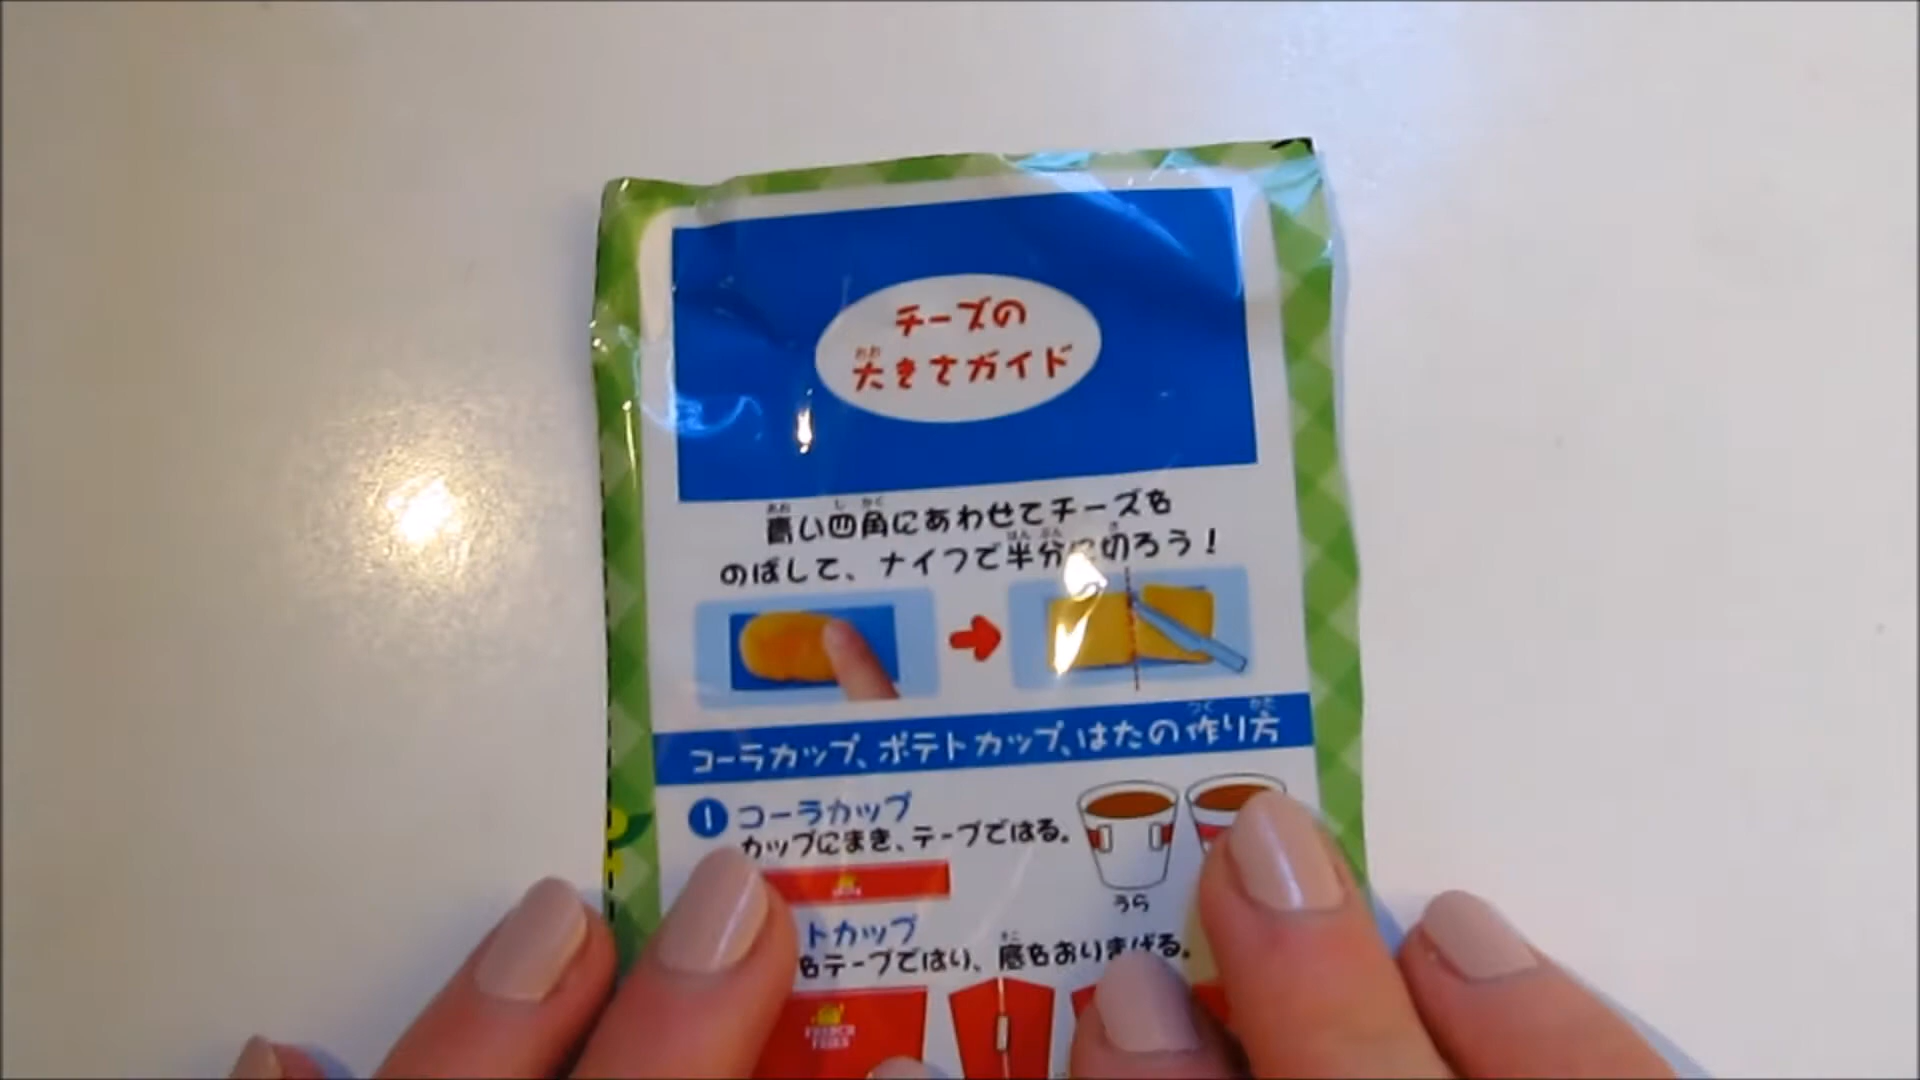 チーズの
大きさガイド
青い四角にあわせてチーズを
のばして、ナイフで半分に切ろう！
コーラカップ、ポテトカップ、はたの作り方
1 コーラカップ
カップにまき、テープではる。
うら
トカップ
をテープではり、底をおりまげる。
FRENCH
FRIES